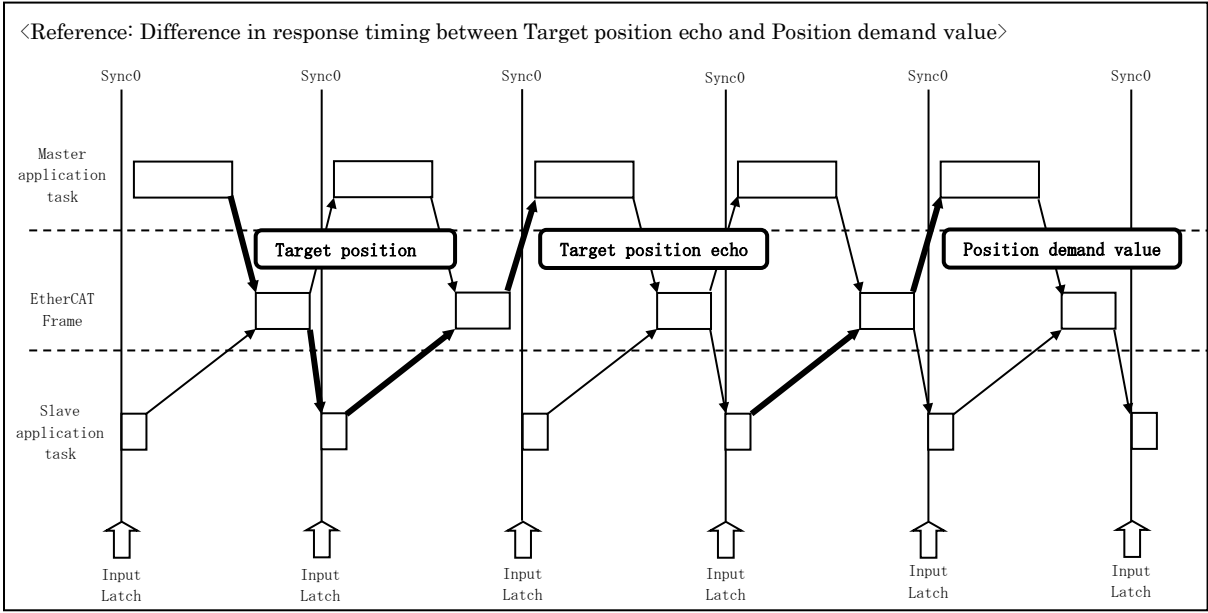 <Reference: Difference in response timing between Target position echo and Position demand value>
Sync0 Sync0 Sync0 Sync0 Sync0 Sync0
Master
application
task
Target position Target position echo Position demand value
EtherCAT
Frame
Slave
application
task
Input Input Input Input Input Input
Latch Latch Latch Latch Latch Latch